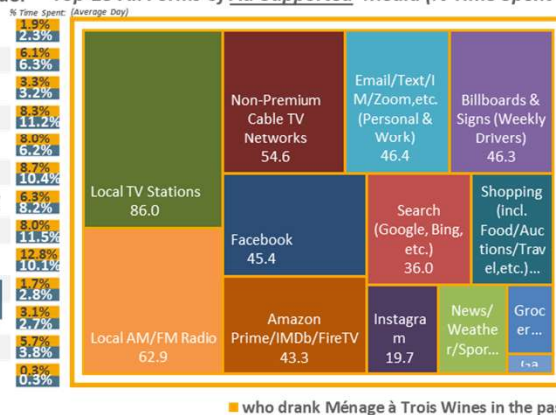 % Time Spent: (Average Day)
1.9%
2.3%
6.1%
6.3%
3.3%
3.2%
8.3%
11.2%
8.0%
6.2%
8.7%
10.4%
6.3%
8.2%
8.0%
11.5%
12.8%
10.1%
1.7%
2.8%
3.1%
2.7%
5.7%
3.8%
0.3%
0.3%
Local TV Stations
86.0
Local AM/FM Radio
62.9
Non-Premium
Cable TV
Networks
54.6
Email/Text/I
M/Zoom,etc.
(Personal &
Work)
46.4
Billboards &
Signs (Weekly
Drivers)
46.3
Facebook
45.4
Amazon
Prime/IMDb/FireTV
43.3
Search
(Google, Bing,
etc.)
36.0
Shopping
(incl.
Food/Auc
tions/Trav
el,etc.)...
Instagra
m
19.7
News/
Weathe
r/Spor...
Groc
er...
who drank Ménage à Trois Wines in the pa